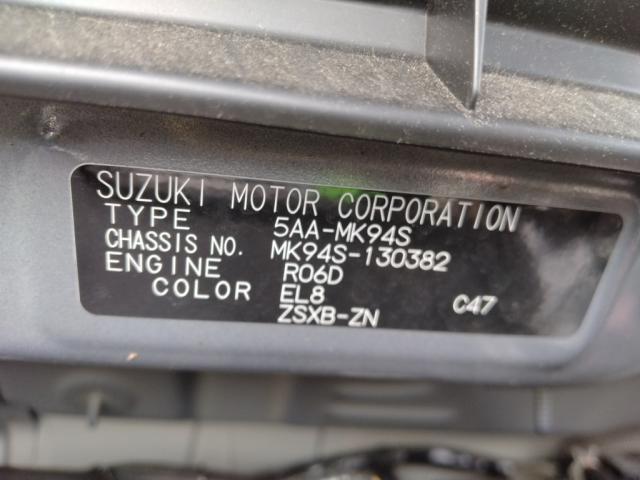 SUZUKI MOTOR CORPORATION
TYPE 5AA-MK94S
CHASSIS NO. MK94S-130382
ENGINE R06D
COLOR EL8 C47
ZSXB-ZN